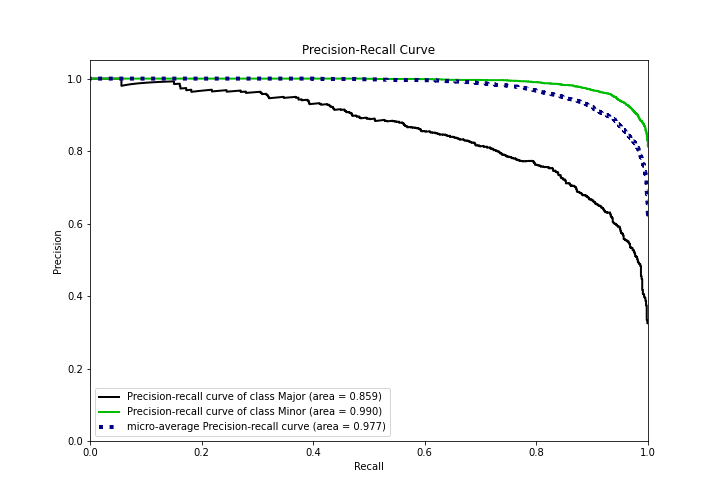 Precision-Recall Curve
1.0
0.8
0.6
0.4
0.2
0.0
Precision
Precision-recall curve of class Major (area = 0.859)
Precision-recall curve of class Minor (area = 0.990)
micro-average Precision-recall curve (area = 0.977)
0.0 0.2 0.4 0.6 0.8 1.0
Recall